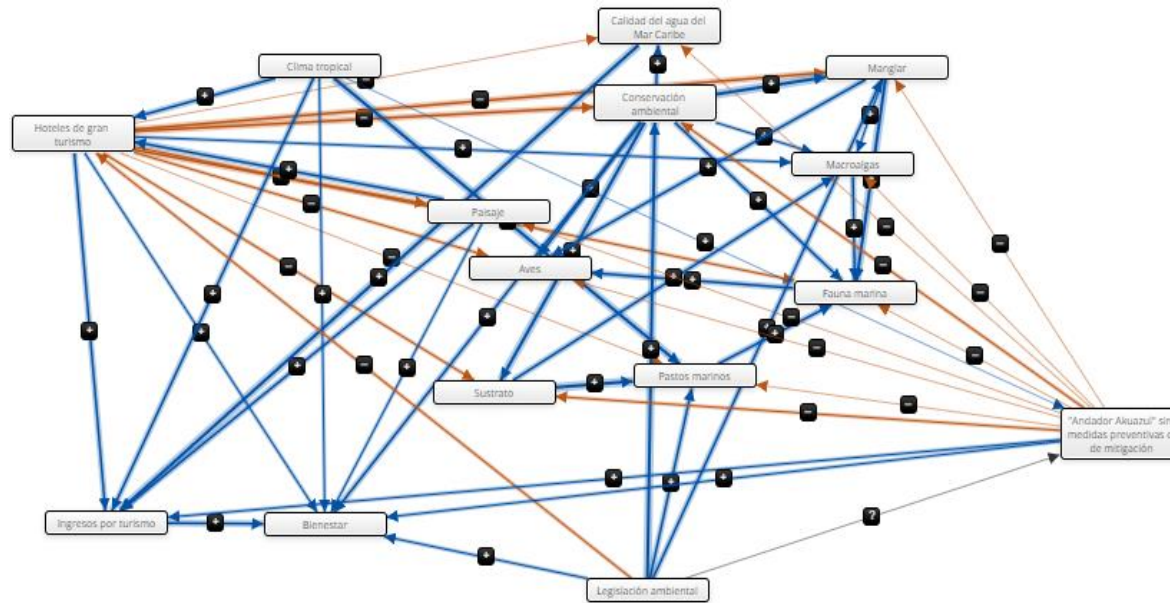 Calidad del agua del
Mar Caribe
Clima tropical
Manglar
Conservación
ambiental
Hoteles de gran
turismo
Macroalgas
Paisaje
Aves
Fauna marina
Pastos marinos
Sustrato
"Andador Akuazul" sin
medidas preventivas o
de mitigación
Ingresos por turismo
Bienestar
?
Legislación ambiental